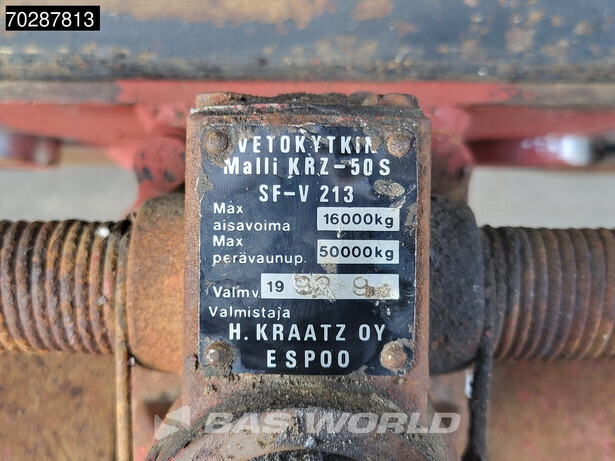 70287813
VETOKYTKIN
Malli KRZ-50S
SF-V 213
Max
aisavoima 16000kg
Max
perävaunup. 50000kg
Valmv. 19
Valmistaja
H. KRAATZ OY
ESPOO
BAS WORLD